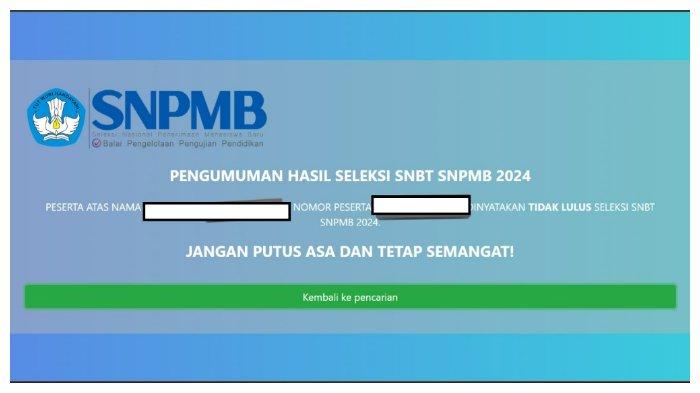 SNPMB
Seleksi Nasional Penerimaan Mahasiswa Baru
Balai Pengelolaan Pengujian Pendidikan
PENGUMUMAN HASIL SELEKSI SNBT SNPMB 2024
PESERTA ATAS NAMA NOMOR PESERTA DINYATAKAN TIDAK LULUS SELEKSI SNBT
SNPMB 2024.
JANGAN PUTUS ASA DAN TETAP SEMANGAT!
Kembali ke pencarian